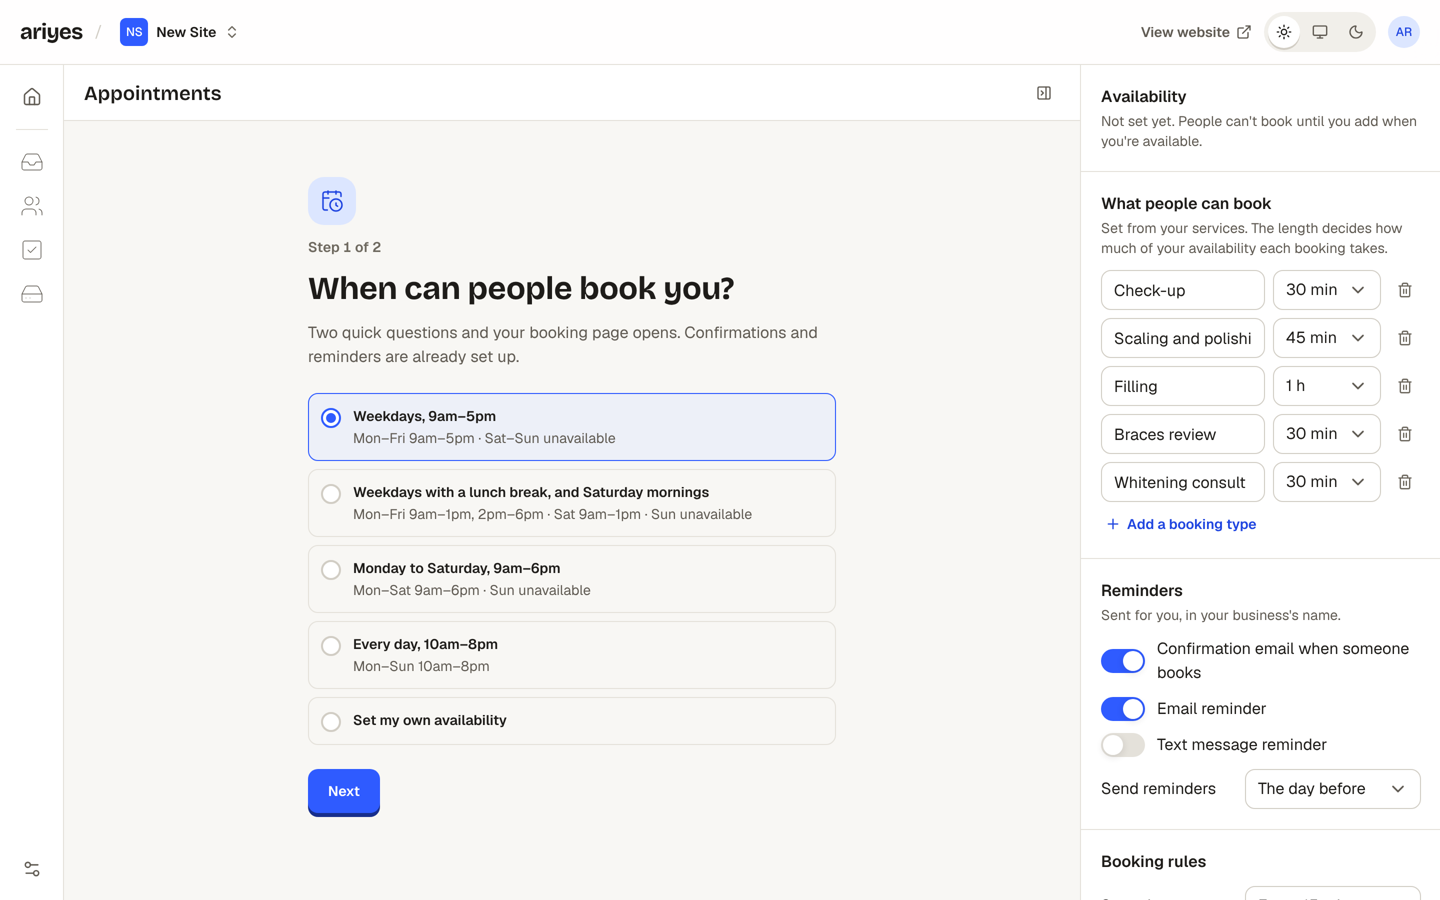 ariyes / NS New Site
View website
AR
Appointments
Step 1 of 2
When can people book you?
Two quick questions and your booking page opens. Confirmations and
reminders are already set up.
Weekdays, 9am–5pm
Mon–Fri 9am–5pm · Sat–Sun unavailable
Weekdays with a lunch break, and Saturday mornings
Mon–Fri 9am–1pm, 2pm–6pm · Sat 9am–1pm · Sun unavailable
Monday to Saturday, 9am–6pm
Mon–Sat 9am–6pm · Sun unavailable
Every day, 10am–8pm
Mon–Sun 10am–8pm
Set my own availability
Next
Availability
Not set yet. People can't book until you add when
you're available.
What people can book
Set from your services. The length decides how
much of your availability each booking takes.
Check-up 30 min
Scaling and polishi 45 min
Filling 1 h
Braces review 30 min
Whitening consult 30 min
+ Add a booking type
Reminders
Sent for you, in your business's name.
Confirmation email when someone
books
Email reminder
Text message reminder
Send reminders The day before
Booking rules